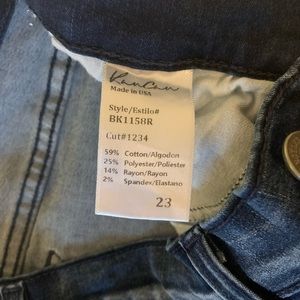 KanCan
Made in USA
Style/Estilo#
BK1158R
Cut#1234
59% Cotton/Algodon
25% Polyester/Poliester
14% Rayon/Rayon
2% Spandex/Elastano
23